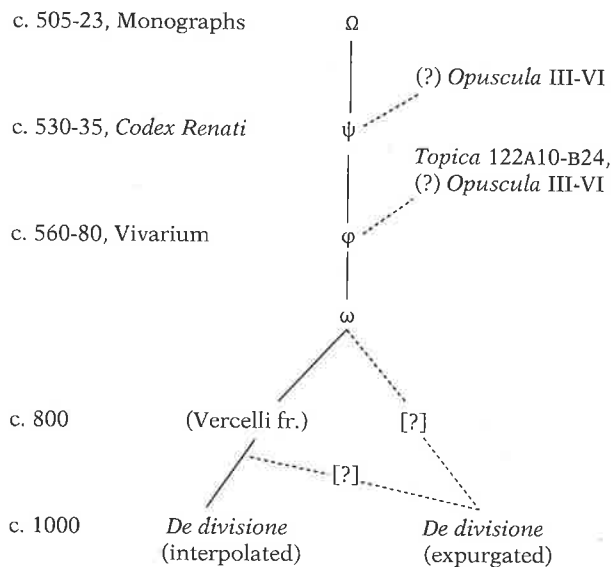 c. 505-23, Monographs Ω
(?) Opuscula III-VI
c. 530-35, Codex Renati ψ
Topica 122A10-B24,
(?) Opuscula III-VI
c. 560-80, Vivarium φ
ω
c. 800 (Vercelli fr.) [?]
[?]
c. 1000 De divisione De divisione
(interpolated) (expurgated)